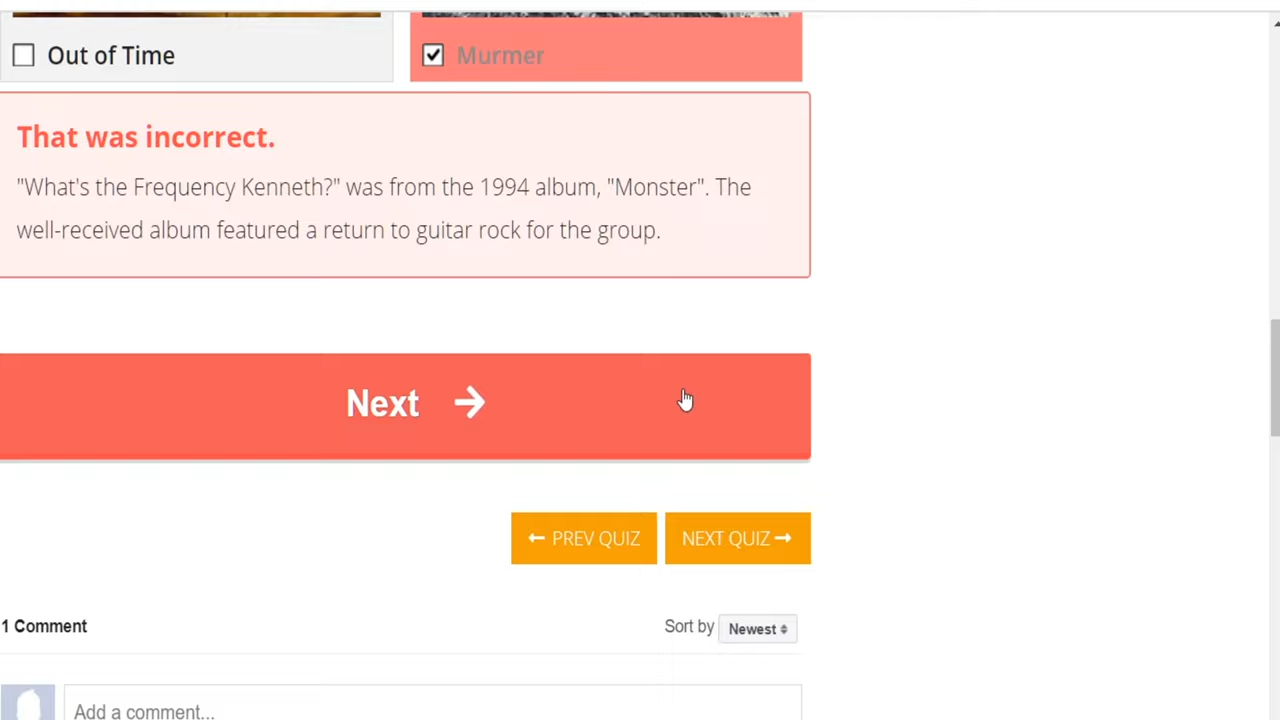 Out of Time
Murmer
That was incorrect.
"What's the Frequency Kenneth?" was from the 1994 album, "Monster". The
well-received album featured a return to guitar rock for the group.
Next
PREV QUIZ
NEXT QUIZ
1 Comment
Sort by Newest
Add a comment...